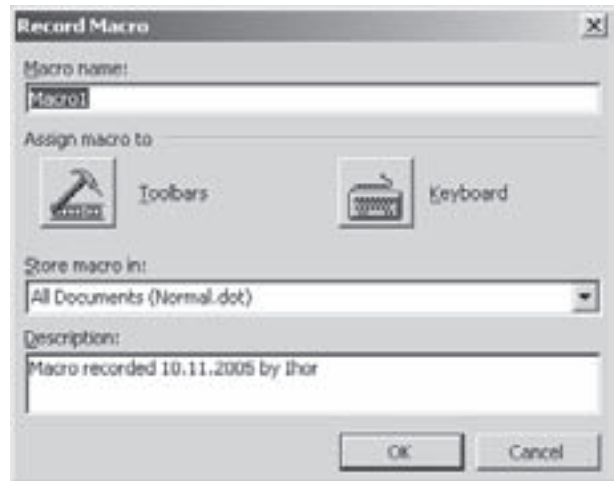 Record Macro
Macro name:
Macro1
Assign macro to
Toolbars
Keyboard
Store macro in:
All Documents (Normal.dot)
Description:
Macro recorded 10.11.2005 by Ihor
OK
Cancel